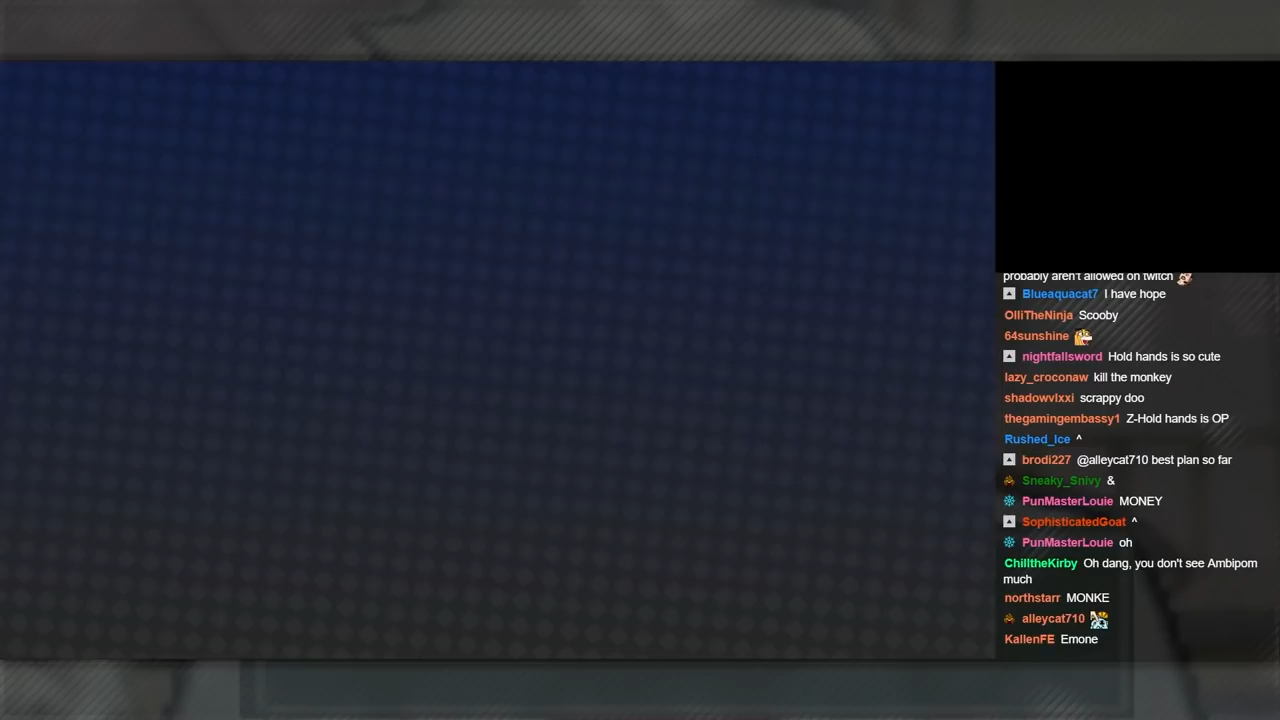 probably aren't allowed on twitch
Blueaquacat7 I have hope
OlliTheNinja Scooby
64sunshine
nightfallsword Hold hands is so cute
lazy_croconaw kill the monkey
shadowvlxxi scrappy doo
thegamingembassy1 Z-Hold hands is OP
Rushed_Ice ^
brodi227 @alleycat710 best plan so far
Sneaky_Snivy &
PunMasterLouie MONEY
SophisticatedGoat ^
PunMasterLouie oh
ChilltheKirby Oh dang, you don't see Ambipom
much
northstarr MONKE
alleycat710
KallenFE Emone